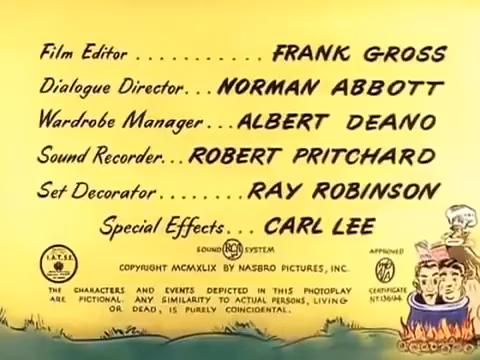 Film Editor ........... FRANK GROSS
Dialogue Director... NORMAN ABBOTT
Wardrobe Manager... ALBERT DEANO
Sound Recorder... ROBERT PRITCHARD
Set Decorator........ RAY ROBINSON
Special Effects... CARL LEE
SOUND RCA SYSTEM
I.A.T.S.E.
APPROVED
COPYRIGHT MCMXLIX BY NASBRO PICTURES, INC.
CERTIFICATE
THE CHARACTERS AND EVENTS DEPICTED IN THIS PHOTOPLAY
ARE FICTIONAL. ANY SIMILARITY TO ACTUAL PERSONS, LIVING
OR DEAD, IS PURELY COINCIDENTAL.